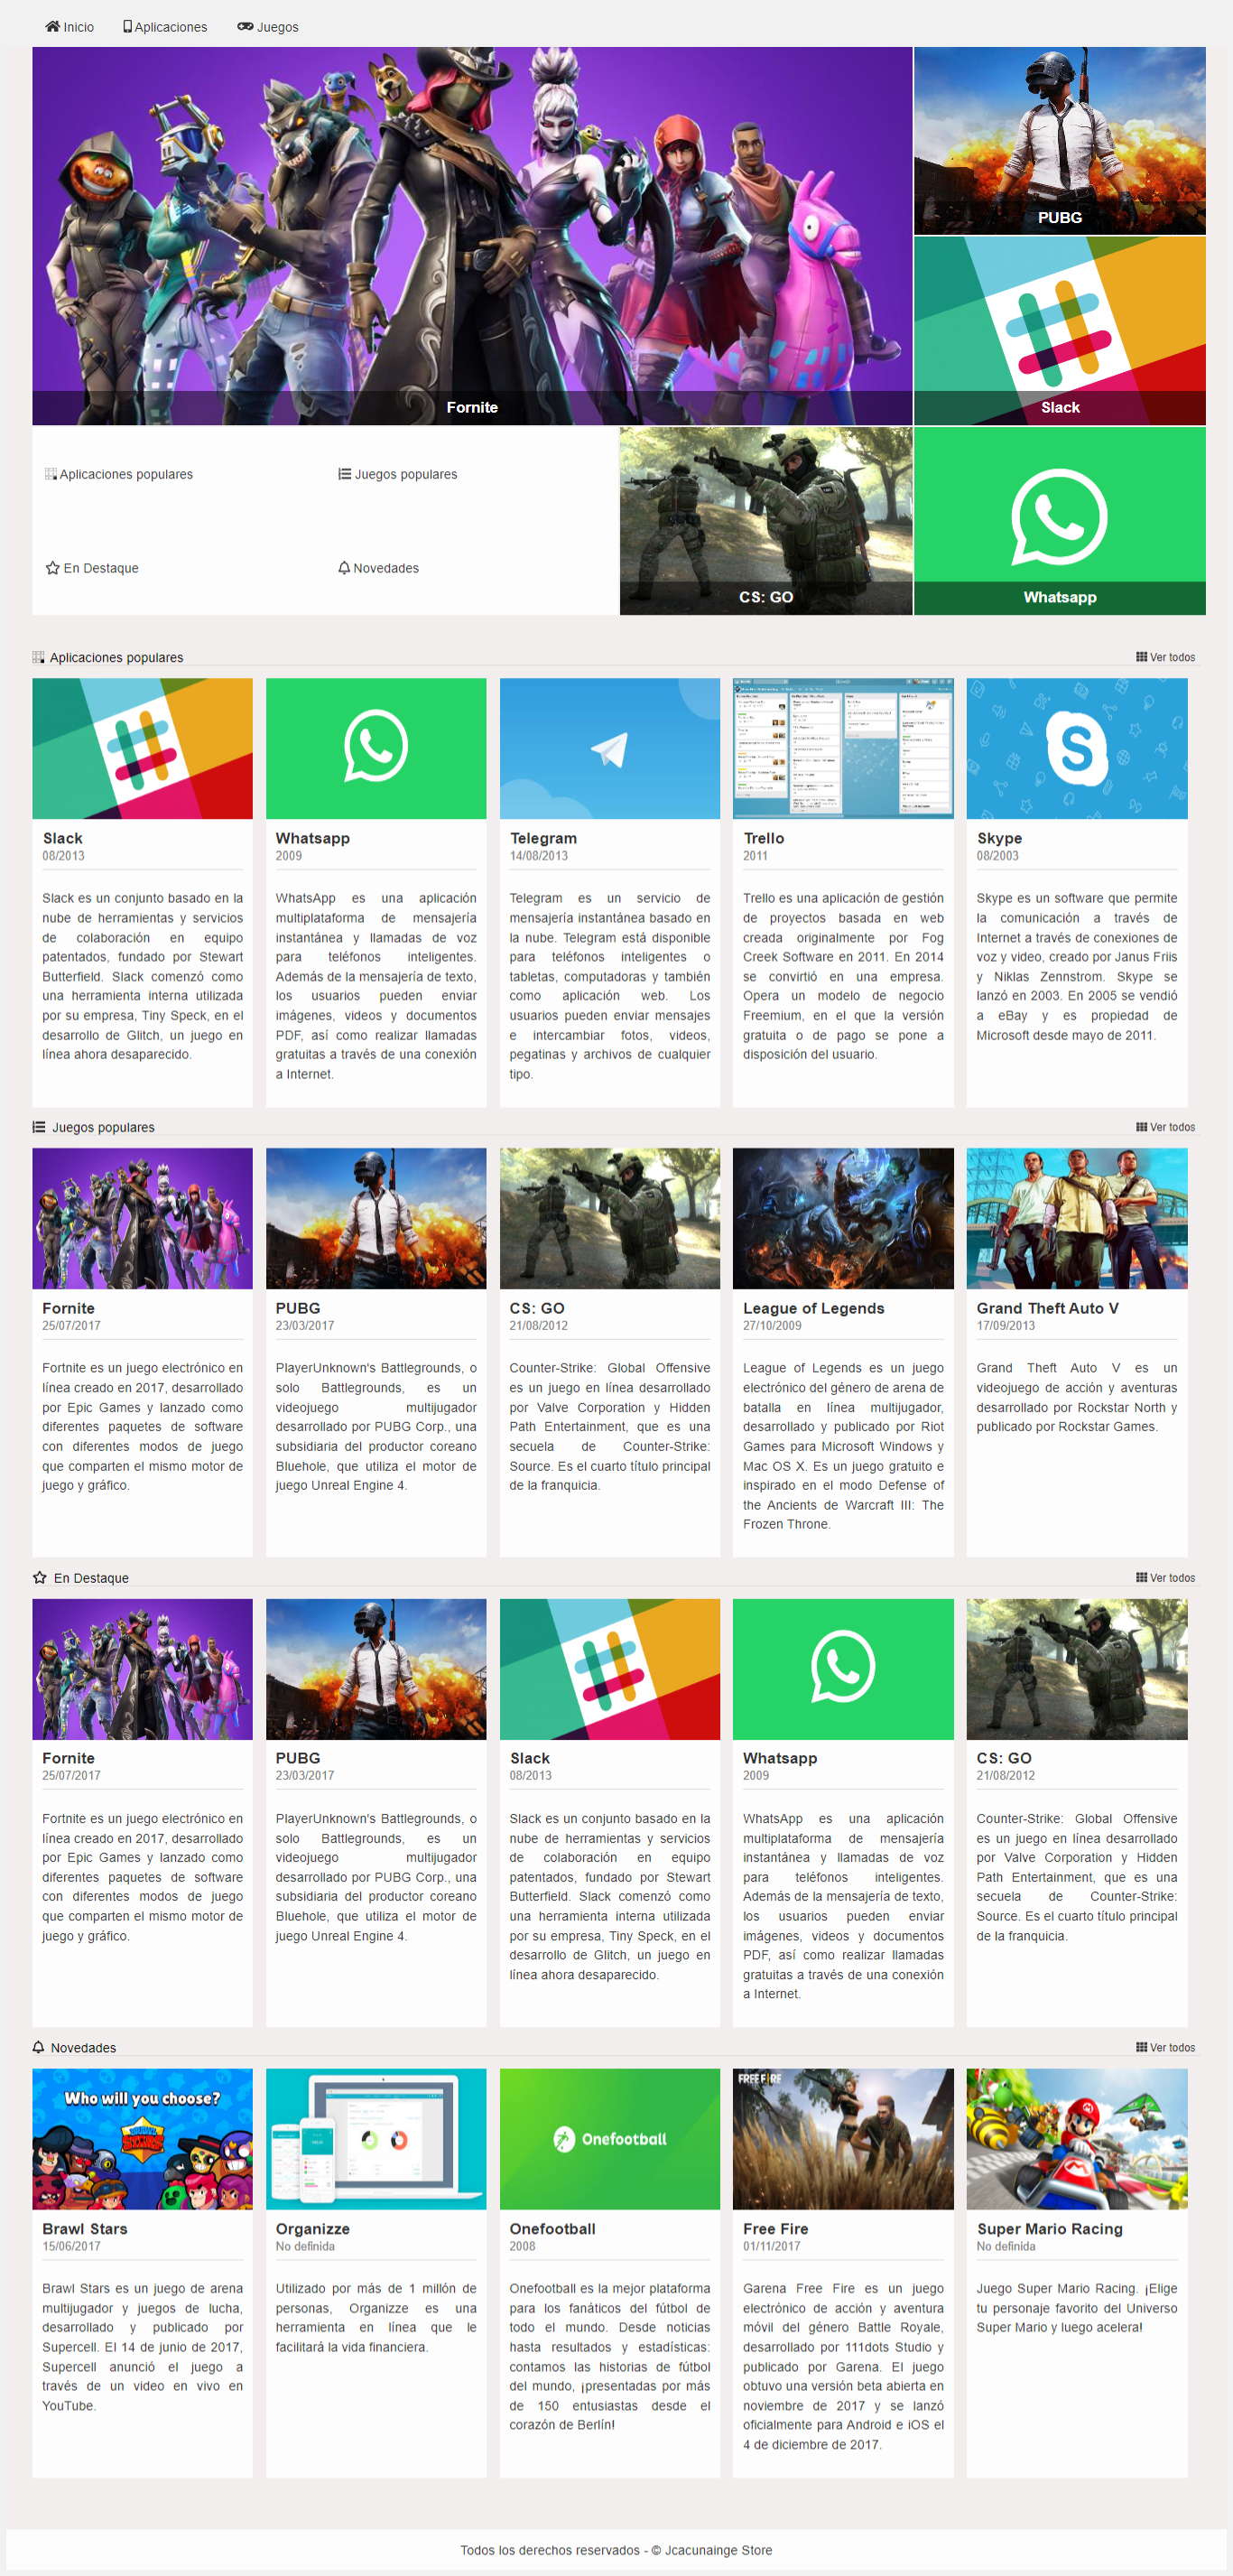 Inicio
Aplicaciones
Juegos
Fornite
PUBG
Slack
Aplicaciones populares
Juegos populares
En Destaque
Novedades
CS: GO
Whatsapp
Aplicaciones populares
Ver todos
Slack
08/2013
Slack es un conjunto basado en la
nube de herramientas y servicios
de colaboración en equipo
patentados, fundado por Stewart
Butterfield. Slack comenzó como
una herramienta interna utilizada
por su empresa, Tiny Speck, en el
desarrollo de Glitch, un juego en
línea ahora desaparecido.
Whatsapp
2009
WhatsApp es una aplicación
multiplataforma de mensajería
instantánea y llamadas de voz
para teléfonos inteligentes.
Además de la mensajería de texto,
los usuarios pueden enviar
imágenes, videos y documentos
PDF, así como realizar llamadas
gratuitas a través de una conexión
a Internet.
Telegram
14/08/2013
Telegram es un servicio de
mensajería instantánea basado en
la nube. Telegram está disponible
para teléfonos inteligentes o
tabletas, computadoras y también
como aplicación web. Los
usuarios pueden enviar mensajes
e intercambiar fotos, videos,
pegatinas y archivos de cualquier
tipo.
Trello
2011
Trello es una aplicación de gestión
de proyectos basada en web
creada originalmente por Fog
Creek Software en 2011. En 2014
se convirtió en una empresa.
Opera un modelo de negocio
Freemium, en el que la versión
gratuita o de pago se pone a
disposición del usuario.
Skype
08/2003
Skype es un software que permite
la comunicación a través de
Internet a través de conexiones de
voz y video, creado por Janus Friis
y Niklas Zennstrom. Skype se
lanzó en 2003. En 2005 se vendió
a eBay y es propiedad de
Microsoft desde mayo de 2011.
Juegos populares
Ver todos
Fornite
25/07/2017
Fortnite es un juego electrónico en
línea creado en 2017, desarrollado
por Epic Games y lanzado como
diferentes paquetes de software
con diferentes modos de juego
que comparten el mismo motor de
juego y gráfico.
PUBG
23/03/2017
PlayerUnknown's Battlegrounds, o
solo Battlegrounds, es un
videojuego multijugador
desarrollado por PUBG Corp., una
subsidiaria del productor coreano
Bluehole, que utiliza el motor de
juego Unreal Engine 4.
CS: GO
21/08/2012
Counter-Strike: Global Offensive
es un juego en línea desarrollado
por Valve Corporation y Hidden
Path Entertainment, que es una
secuela de Counter-Strike:
Source. Es el cuarto título principal
de la franquicia.
League of Legends
27/10/2009
League of Legends es un juego
electrónico del género de arena de
batalla en línea multijugador,
desarrollado y publicado por Riot
Games para Microsoft Windows y
Mac OS X. Es un juego gratuito e
inspirado en el modo Defense of
the Ancients de Warcraft III: The
Frozen Throne.
Grand Theft Auto V
17/09/2013
Grand Theft Auto V es un
videojuego de acción y aventuras
desarrollado por Rockstar North y
publicado por Rockstar Games.
En Destaque
Ver todos
Fornite
25/07/2017
Fortnite es un juego electrónico en
línea creado en 2017, desarrollado
por Epic Games y lanzado como
diferentes paquetes de software
con diferentes modos de juego
que comparten el mismo motor de
juego y gráfico.
PUBG
23/03/2017
PlayerUnknown's Battlegrounds, o
solo Battlegrounds, es un
videojuego multijugador
desarrollado por PUBG Corp., una
subsidiaria del productor coreano
Bluehole, que utiliza el motor de
juego Unreal Engine 4.
Slack
08/2013
Slack es un conjunto basado en la
nube de herramientas y servicios
de colaboración en equipo
patentados, fundado por Stewart
Butterfield. Slack comenzó como
una herramienta interna utilizada
por su empresa, Tiny Speck, en el
desarrollo de Glitch, un juego en
línea ahora desaparecido.
Whatsapp
2009
WhatsApp es una aplicación
multiplataforma de mensajería
instantánea y llamadas de voz
para teléfonos inteligentes.
Además de la mensajería de texto,
los usuarios pueden enviar
imágenes, videos y documentos
PDF, así como realizar llamadas
gratuitas a través de una conexión
a Internet.
CS: GO
21/08/2012
Counter-Strike: Global Offensive
es un juego en línea desarrollado
por Valve Corporation y Hidden
Path Entertainment, que es una
secuela de Counter-Strike:
Source. Es el cuarto título principal
de la franquicia.
Novedades
Ver todos
Who will you choose?
BRAWL
STARS
Brawl Stars
15/06/2017
Brawl Stars es un juego de arena
multijugador y juegos de lucha,
desarrollado y publicado por
Supercell. El 14 de junio de 2017,
Supercell anunció el juego a
través de un video en vivo en
YouTube.
Organizze
No definida
Utilizado por más de 1 millón de
personas, Organizze es una
herramienta en línea que le
facilitará la vida financiera.
Onefootball
Onefootball
2008
Onefootball es la mejor plataforma
para los fanáticos del fútbol de
todo el mundo. Desde noticias
hasta resultados y estadísticas:
contamos las historias de fútbol
del mundo, ¡presentadas por más
de 150 entusiastas desde el
corazón de Berlín!
FREE FIRE
Free Fire
01/11/2017
Garena Free Fire es un juego
electrónico de acción y aventura
móvil del género Battle Royale,
desarrollado por 111dots Studio y
publicado por Garena. El juego
obtuvo una versión beta abierta en
noviembre de 2017 y se lanzó
oficialmente para Android e iOS el
4 de diciembre de 2017.
Super Mario Racing
No definida
Juego Super Mario Racing. ¡Elige
tu personaje favorito del Universo
Super Mario y luego acelera!
Todos los derechos reservados - © Jcacunainge Store